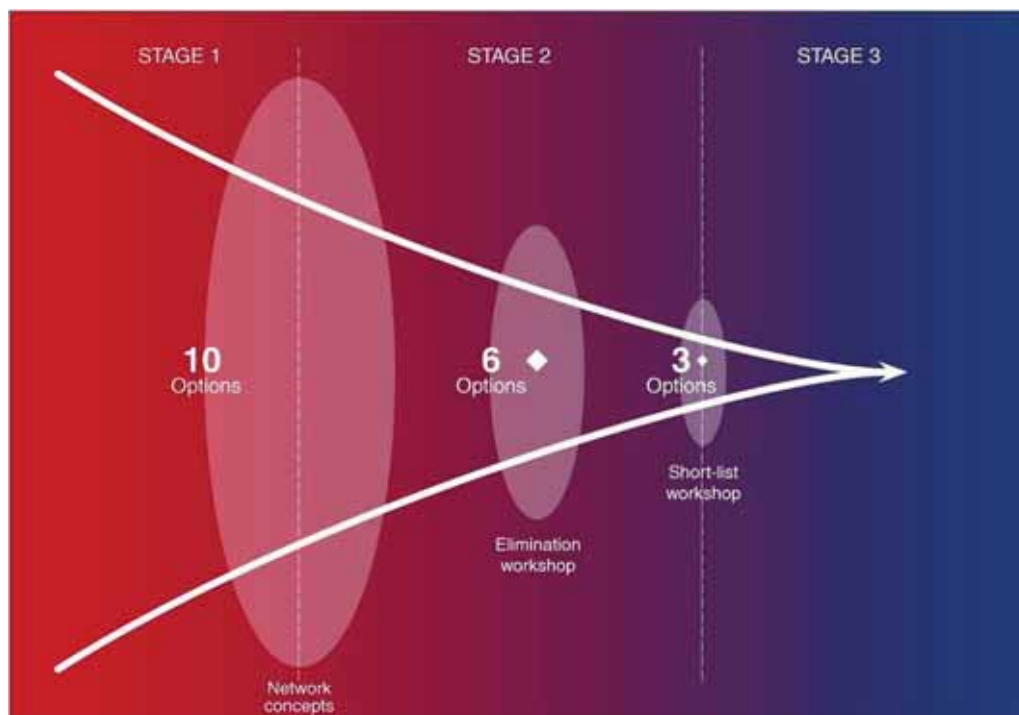 STAGE 1
STAGE 2
STAGE 3
10
Options
6
Options
3
Options
Short-list
workshop
Elimination
workshop
Network
concepts